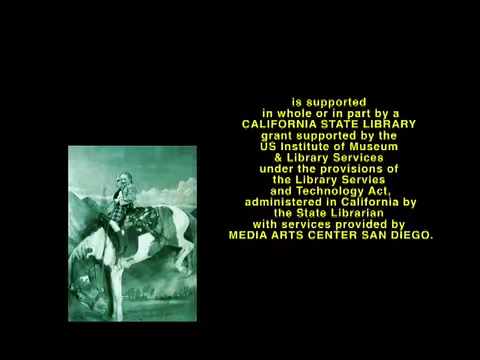 is supported
in whole or in part by a
CALIFORNIA STATE LIBRARY
grant supported by the
US Institute of Museum
& Library Services
under the provisions of
the Library Servies
and Technology Act,
administered in California by
the State Librarian
with services provided by
MEDIA ARTS CENTER SAN DIEGO.